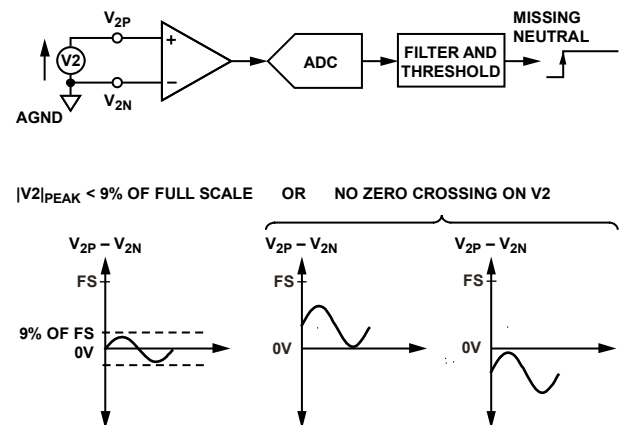 V2P
V2
+
−
V2N
AGND
ADC
FILTER AND
THRESHOLD
MISSING
NEUTRAL
|V2|PEAK < 9% OF FULL SCALE OR NO ZERO CROSSING ON V2
V2P – V2N
FS
9% OF FS
0V
V2P – V2N
FS
0V
V2P – V2N
FS
0V